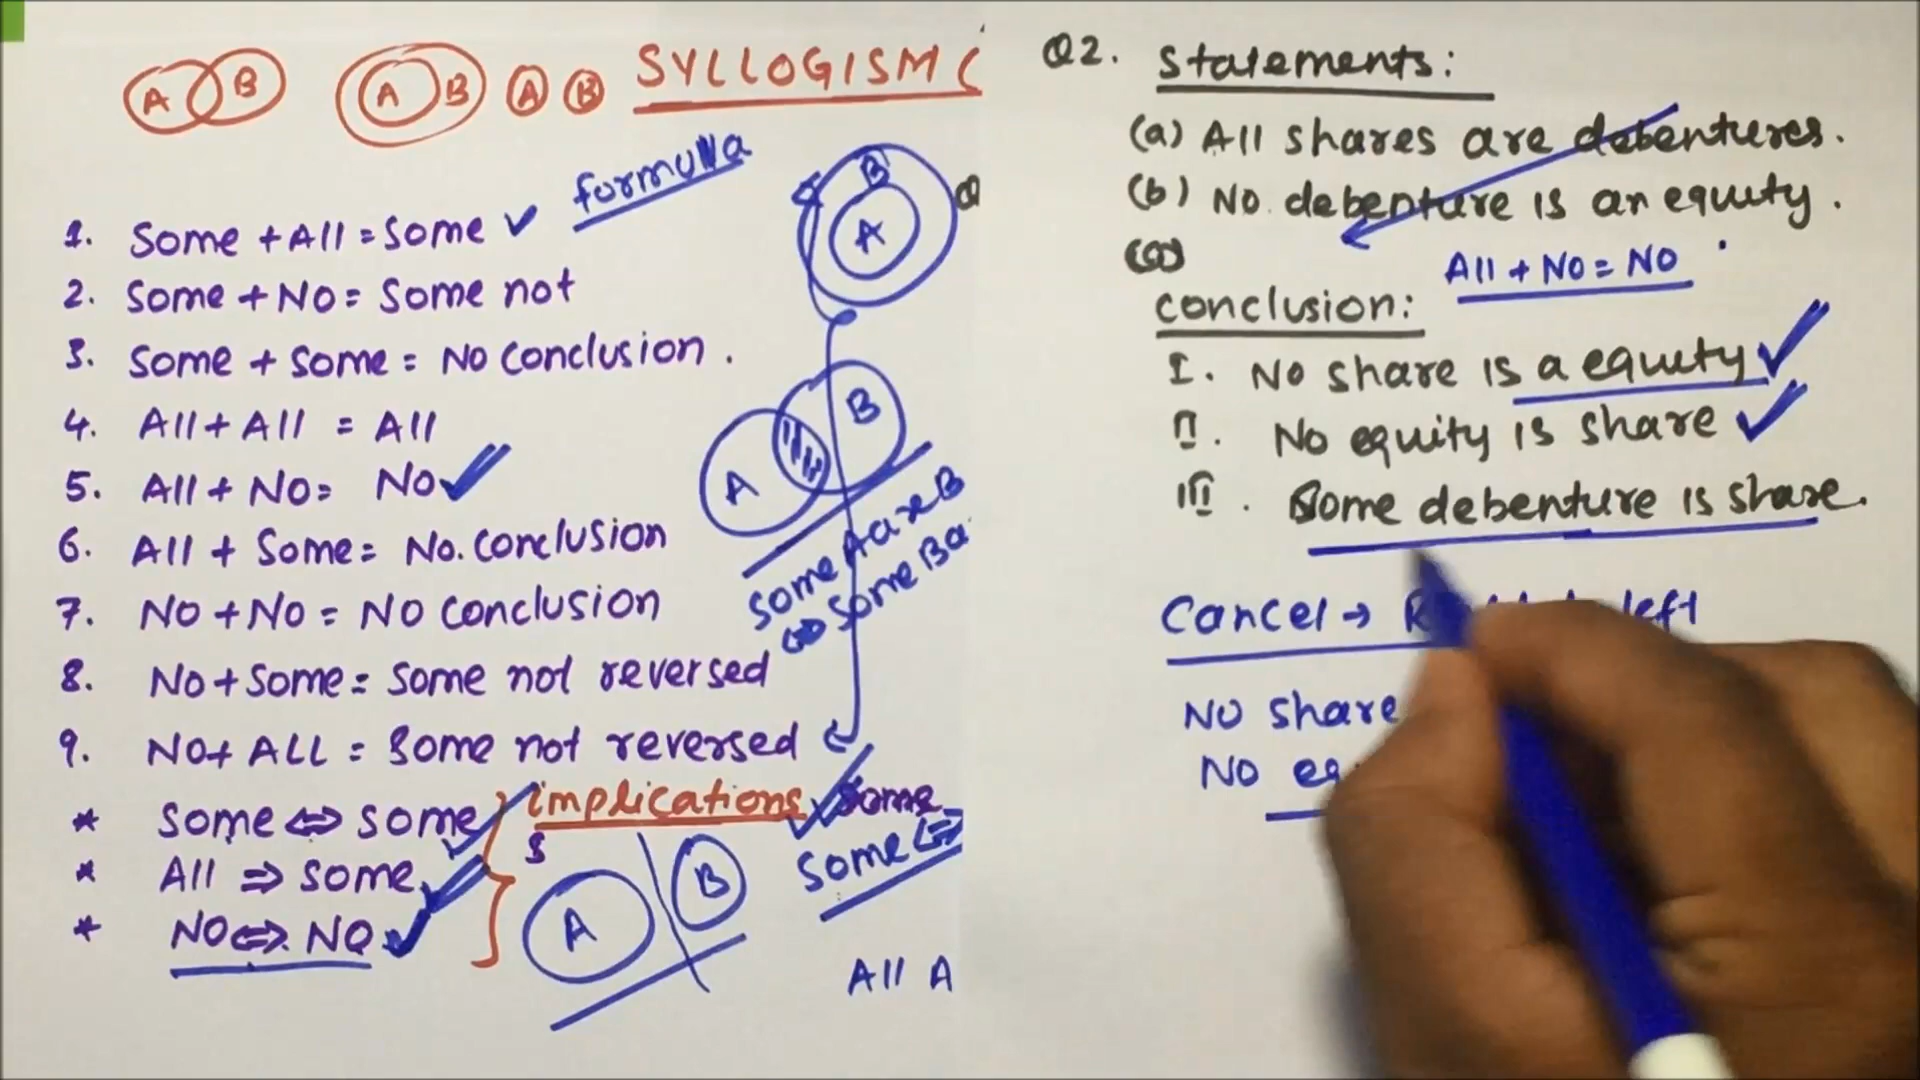 A B A B A B SYLLOGISM (
formula
B
A
1. Some + All = Some
2. Some + No = Some not
3. Some + Some = No Conclusion.
4. All + All = All
5. All + No = No
6. All + Some = No. Conclusion
7. No + No = No Conclusion
8. No + Some = Some not reversed
9. No + ALL = Some not reversed
* Some ⇔ Some
* All ⇒ Some
* NO ⇔ NO
implications
A B
Some A are B
⇔ Some B a
Some
Some ⇔
A B
All A
Q2. Statements:
(a) All shares are debentures.
(b) No debenture is an equity.
All + No = NO
Conclusion:
I. No share is a equity
II. No equity is share
III. Some debenture is share.
Cancel → left
NO share
NO eq